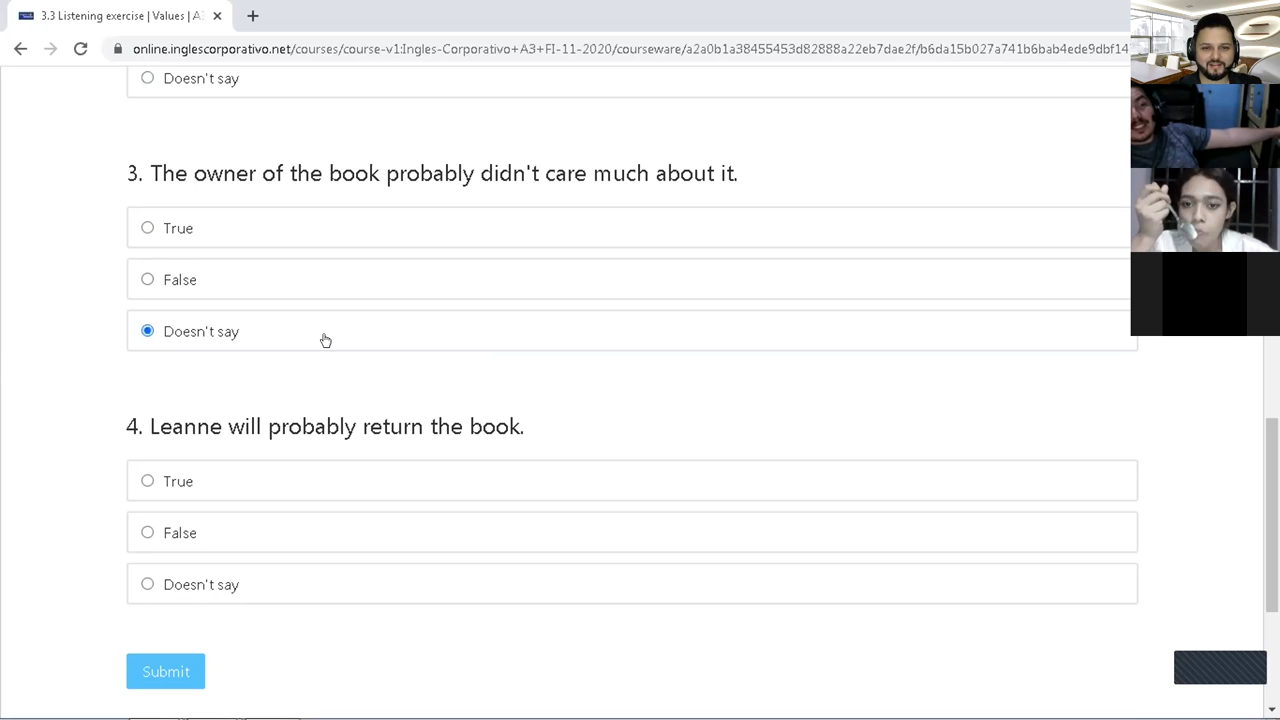 3.3 Listening exercise | Values | A
online.inglescorporativo.net/courses/course-v1:Ingles-Corporativo+A3+FI-11-2020/courseware/
Doesn't say
3. The owner of the book probably didn't care much about it.
True
False
Doesn't say
4. Leanne will probably return the book.
True
False
Doesn't say
Submit